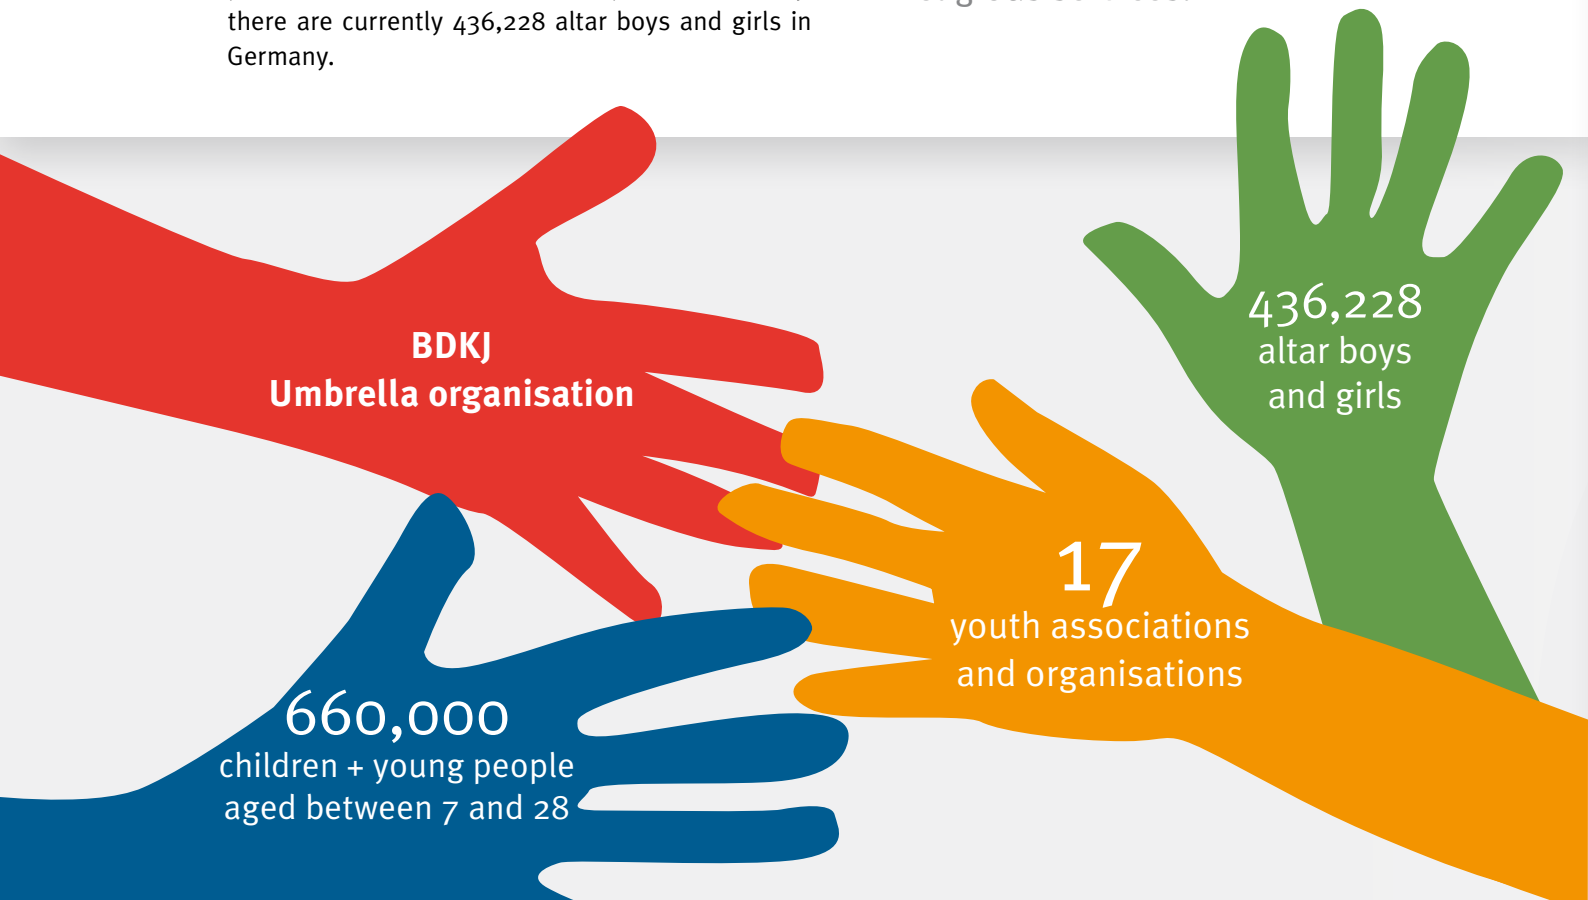 there are currently 436,228 altar boys and girls in
Germany.
BDKJ
Umbrella organisation
436,228
altar boys
and girls
17
youth associations
and organisations
660,000
children + young people
aged between 7 and 28